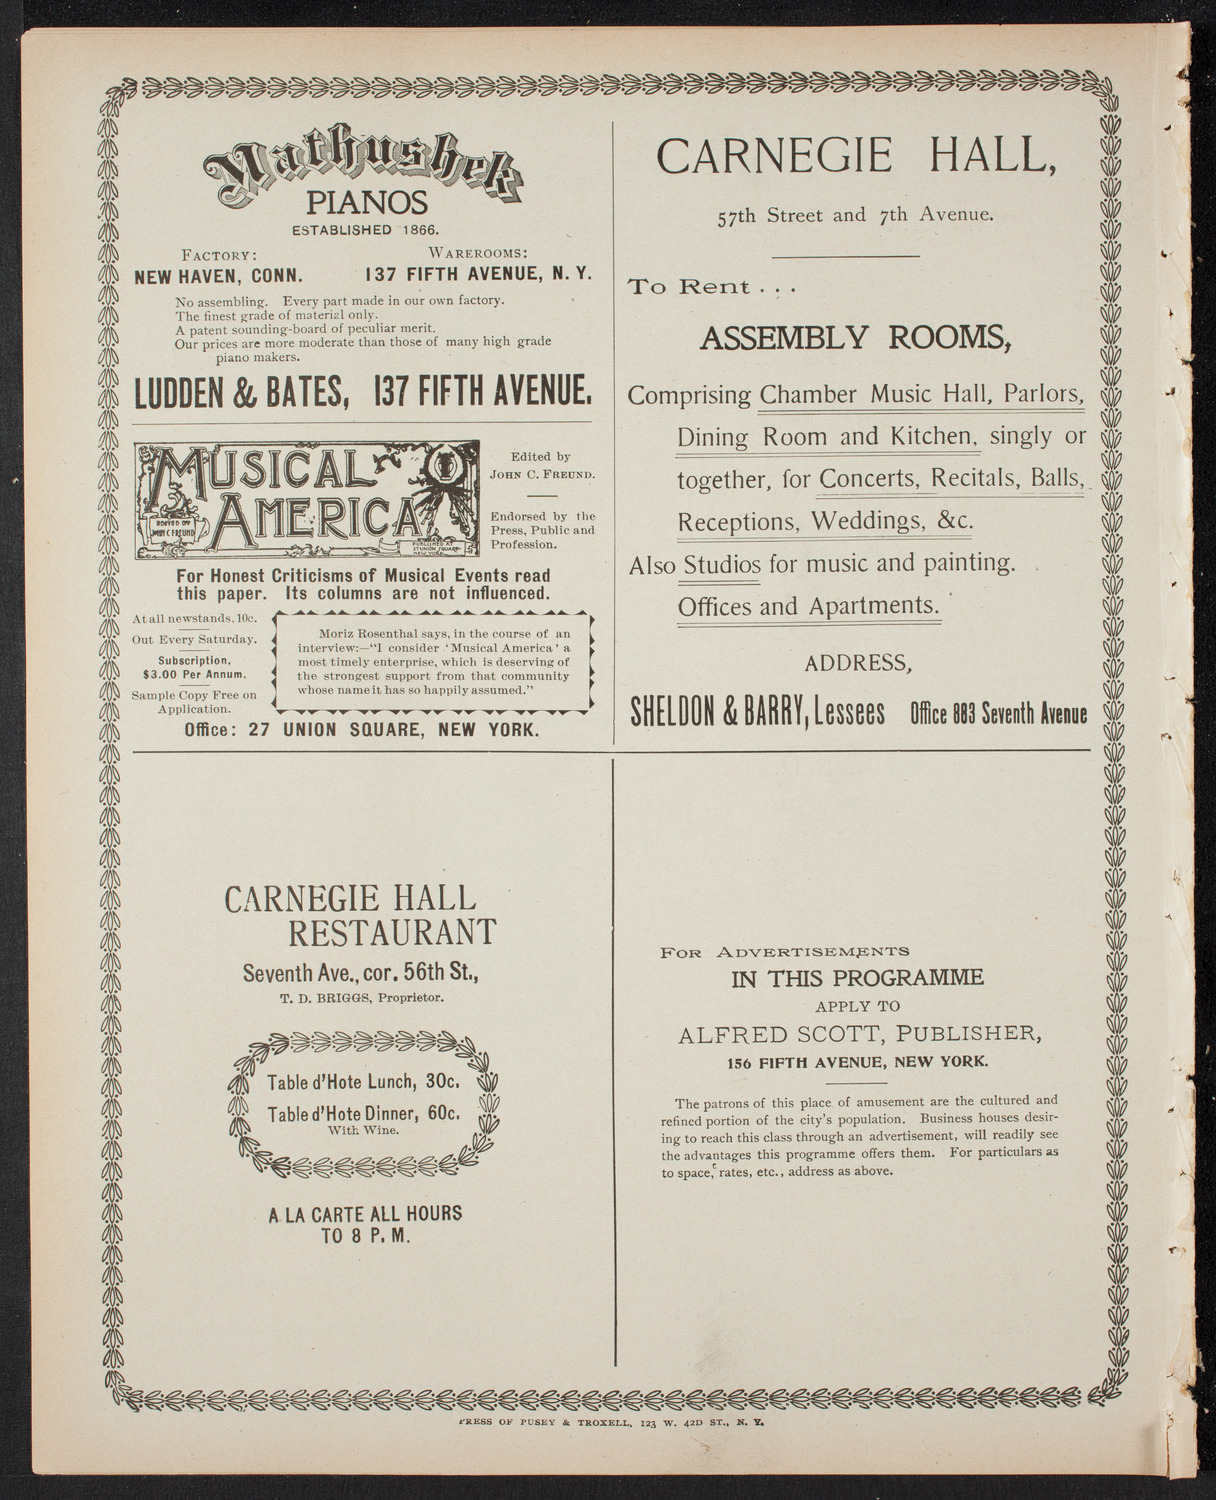 Mathushek
PIANOS
ESTABLISHED 1866.
FACTORY: WAREROOMS:
NEW HAVEN, CONN. 137 FIFTH AVENUE, N. Y.
No assembling. Every part made in our own factory.
The finest grade of material only.
A patent sounding-board of peculiar merit.
Our prices are more moderate than those of many high grade
piano makers.
LUDDEN & BATES, 137 FIFTH AVENUE.
MUSICAL
AMERICA
EDITED BY
JOHN C FREUND
PUBLISHED AT
27 UNION SQUARE
NEW YORK
Edited by
JOHN C. FREUND.
Endorsed by the
Press, Public and
Profession.
For Honest Criticisms of Musical Events read
this paper. Its columns are not influenced.
At all newstands, 10c.
Out Every Saturday.
Subscription,
$3.00 Per Annum.
Sample Copy Free on
Application.
Moriz Rosenthal says, in the course of an
interview:—"I consider 'Musical America' a
most timely enterprise, which is deserving of
the strongest support from that community
whose name it has so happily assumed."
Office: 27 UNION SQUARE, NEW YORK.
CARNEGIE HALL,
57th Street and 7th Avenue.
To Rent . . .
ASSEMBLY ROOMS,
Comprising Chamber Music Hall, Parlors,
Dining Room and Kitchen, singly or
together, for Concerts, Recitals, Balls,
Receptions, Weddings, &c.
Also Studios for music and painting.
Offices and Apartments.
ADDRESS,
SHELDON & BARRY, Lessees Office 883 Seventh Avenue
CARNEGIE HALL
RESTAURANT
Seventh Ave., cor. 56th St.,
T. D. BRIGGS, Proprietor.
Table d'Hote Lunch, 30c.
Table d'Hote Dinner, 60c.
With Wine.
A LA CARTE ALL HOURS
TO 8 P. M.
FOR ADVERTISEMENTS
IN THIS PROGRAMME
APPLY TO
ALFRED SCOTT, PUBLISHER,
156 FIFTH AVENUE, NEW YORK.
The patrons of this place of amusement are the cultured and
refined portion of the city's population. Business houses desir-
ing to reach this class through an advertisement, will readily see
the advantages this programme offers them. For particulars as
to space, rates, etc., address as above.
PRESS OF PUSEY & TROXELL, 123 W. 42D ST., N. Y.